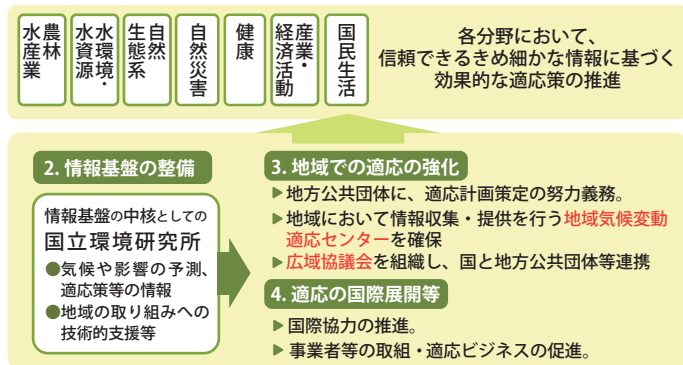 農林
水産業
水環境・
水資源
自然
生態系
自然災害
健康
産業・
経済活動
国民生活
各分野において、
信頼できるきめ細かな情報に基づく
効果的な適応策の推進
2. 情報基盤の整備
情報基盤の中核としての
国立環境研究所
●気候や影響の予測、
適応策等の情報
●地域の取り組みへの
技術的支援等
3. 地域での適応の強化
▶地方公共団体に、適応計画策定の努力義務。
▶地域において情報収集・提供を行う地域気候変動
適応センターを確保
▶広域協議会を組織し、国と地方公共団体等連携
4. 適応の国際展開等
▶国際協力の推進。
▶事業者等の取組・適応ビジネスの促進。